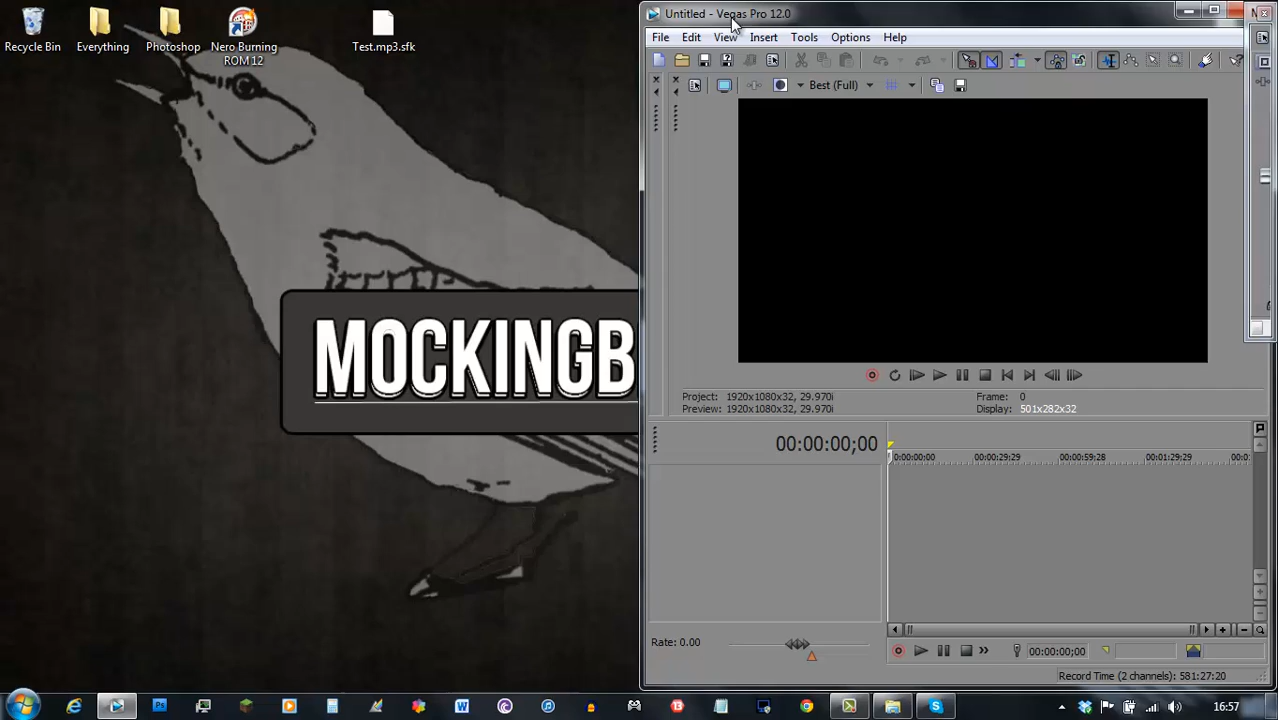 Recycle Bin
Everything
Photoshop
Nero Burning
ROM 12
Test.mp3.sfk
MOCKINGB
Untitled - Vegas Pro 12.0
File Edit View Insert Tools Options Help
Best (Full)
Project: 1920x1080x32, 29.970i
Frame: 0
Preview: 1920x1080x32, 29.970i
Display: 501x282x32
00:00:00;00
0:00:00;00 00:00:29;29 00:00:59;28 00:01:29;29 00:0
Rate: 0.00
00:00:00;00
Record Time (2 channels): 581:27:20
16:57